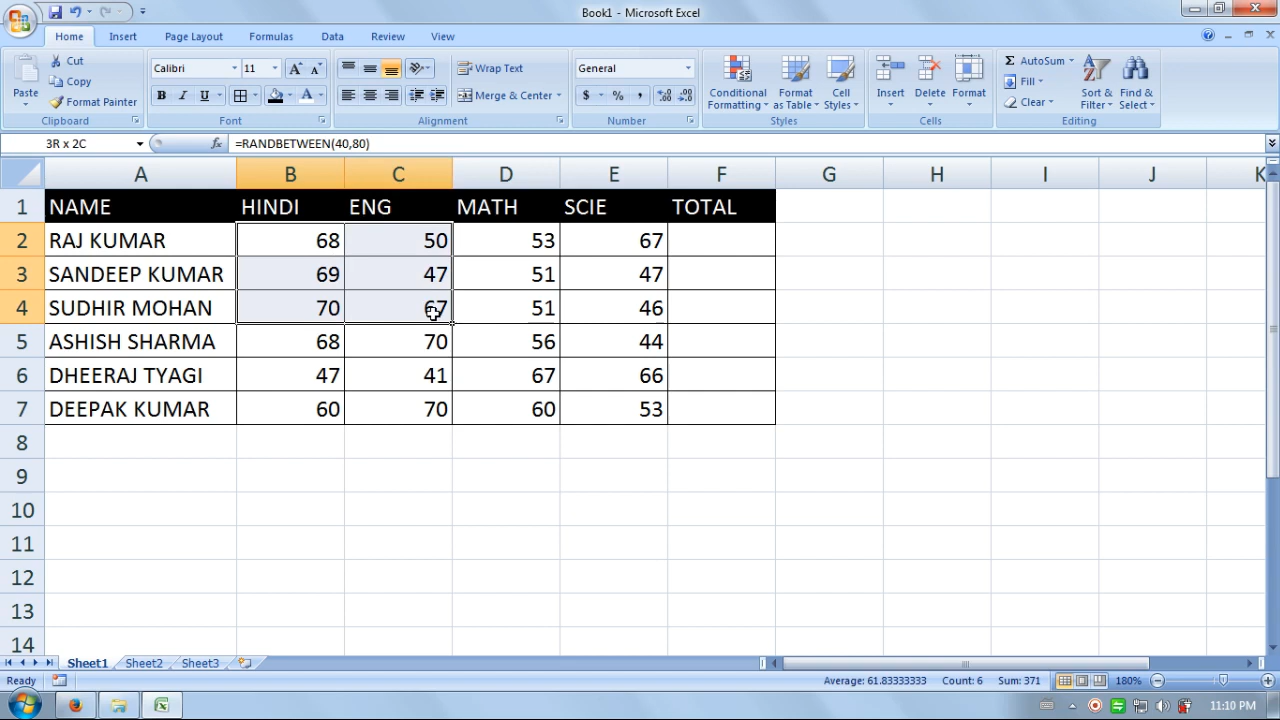 Book1 - Microsoft Excel
Home Insert Page Layout Formulas Data Review View
Paste
Cut
Copy
Format Painter
Clipboard
Calibri 11
A A
B I U A
Font
Wrap Text
Merge & Center
Alignment
General
$ % ,
Number
Conditional Formatting
Format as Table
Cell Styles
Styles
Insert
Delete
Format
Cells
Σ AutoSum
Fill
Clear
Sort & Filter
Find & Select
Editing
3R x 2C fx =RANDBETWEEN(40,80)
A B C D E F G H I J K
1 NAME HINDI ENG MATH SCIE TOTAL
2 RAJ KUMAR 68 50 53 67
3 SANDEEP KUMAR 69 47 51 47
4 SUDHIR MOHAN 70 67 51 46
5 ASHISH SHARMA 68 70 56 44
6 DHEERAJ TYAGI 47 41 67 66
7 DEEPAK KUMAR 60 70 60 53
8
9
10
11
12
13
14
Sheet1 Sheet2 Sheet3
Ready Average: 61.83333333 Count: 6 Sum: 371 180%
11:10 PM